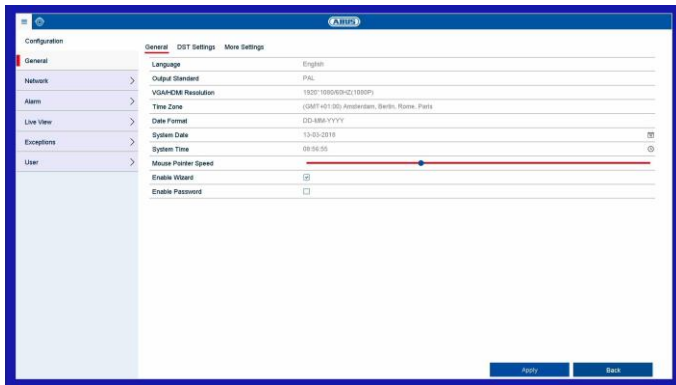 ABUS
Configuration
General DST Settings More Settings
General
Network
Alarm
Live View
Exceptions
User
Language English
Output Standard PAL
VGA/HDMI Resolution 1920*1080/60HZ(1080P)
Time Zone (GMT+01:00) Amsterdam, Berlin, Rome, Paris
Date Format DD-MM-YYYY
System Date 13-03-2018
System Time 08:56:55
Mouse Pointer Speed
Enable Wizard
Enable Password
Apply Back